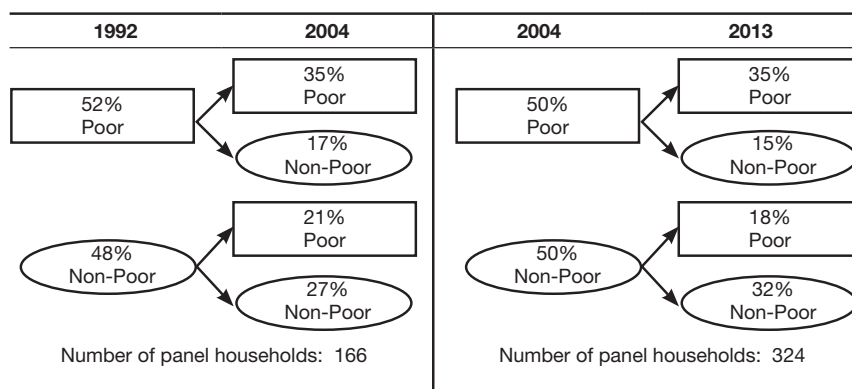 1992 2004 2004 2013
35%
Poor
52%
Poor
17%
Non-Poor
21%
Poor
48%
Non-Poor
27%
Non-Poor
Number of panel households: 166
35%
Poor
50%
Poor
15%
Non-Poor
18%
Poor
50%
Non-Poor
32%
Non-Poor
Number of panel households: 324